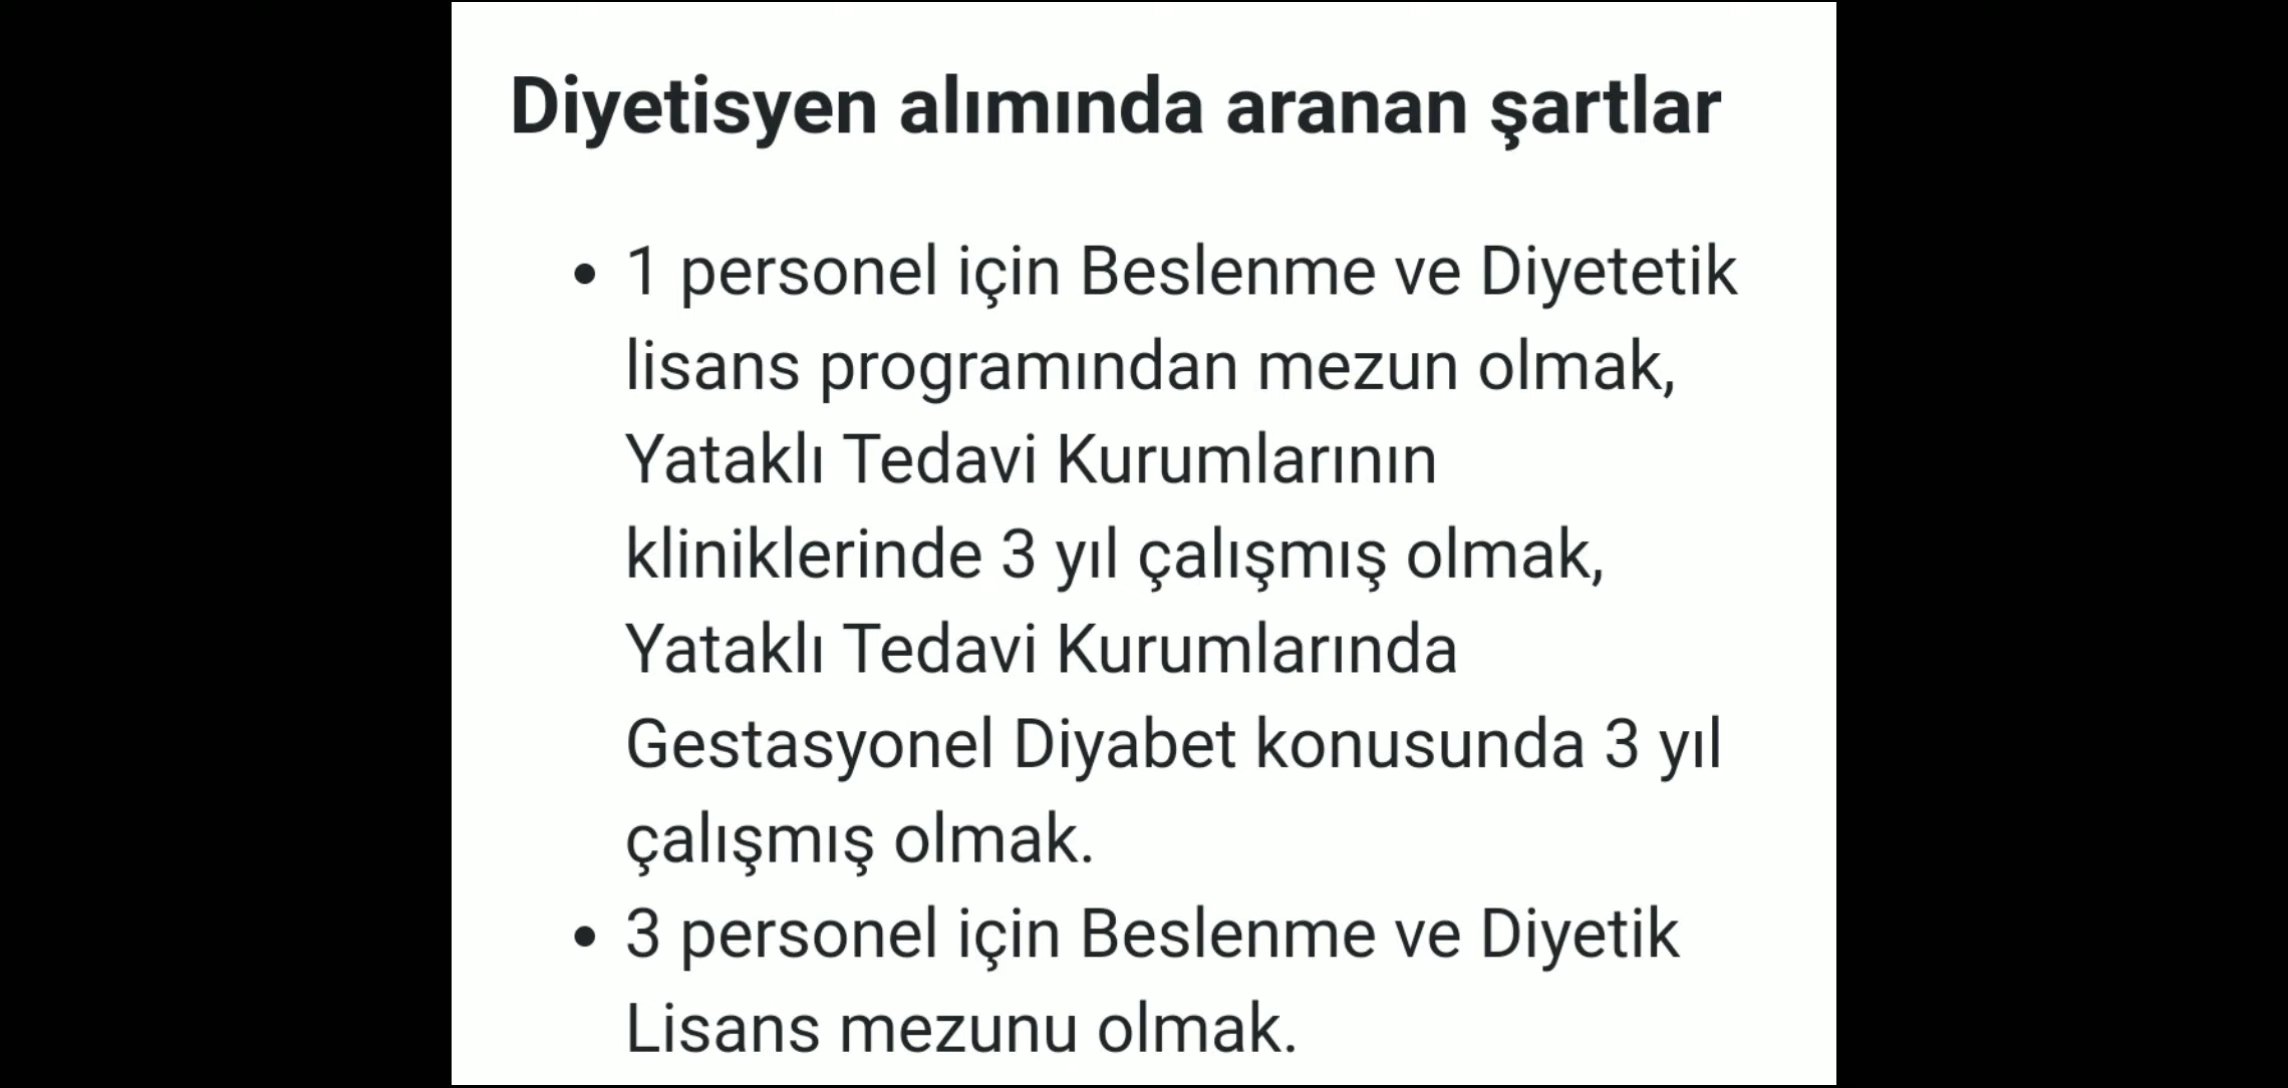 Diyetisyen alımında aranan şartlar
• 1 personel için Beslenme ve Diyetetik
lisans programından mezun olmak,
Yataklı Tedavi Kurumlarının
kliniklerinde 3 yıl çalışmış olmak,
Yataklı Tedavi Kurumlarında
Gestasyonel Diyabet konusunda 3 yıl
çalışmış olmak.
• 3 personel için Beslenme ve Diyetik
Lisans mezunu olmak.